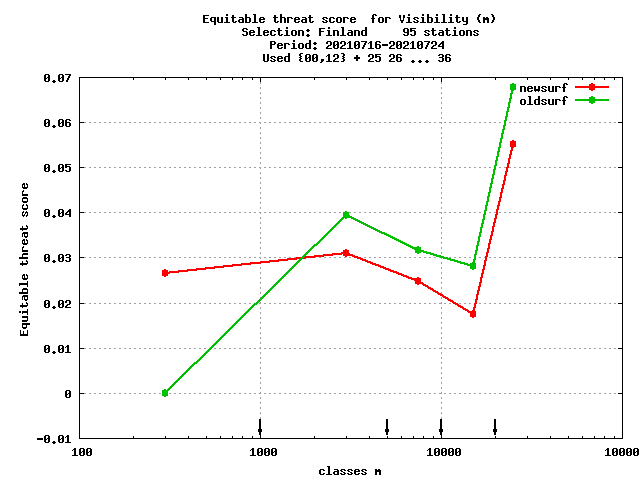 Equitable threat score  for Visibility (m)
Selection: Finland     95 stations
Period: 20210716-20210724
Used {00,12} + 25 26 ... 36
newsurf
oldsurf
Equitable threat score
0.07
0.06
0.05
0.04
0.03
0.02
0.01
0
-0.01
100 1000 10000 10000
classes m